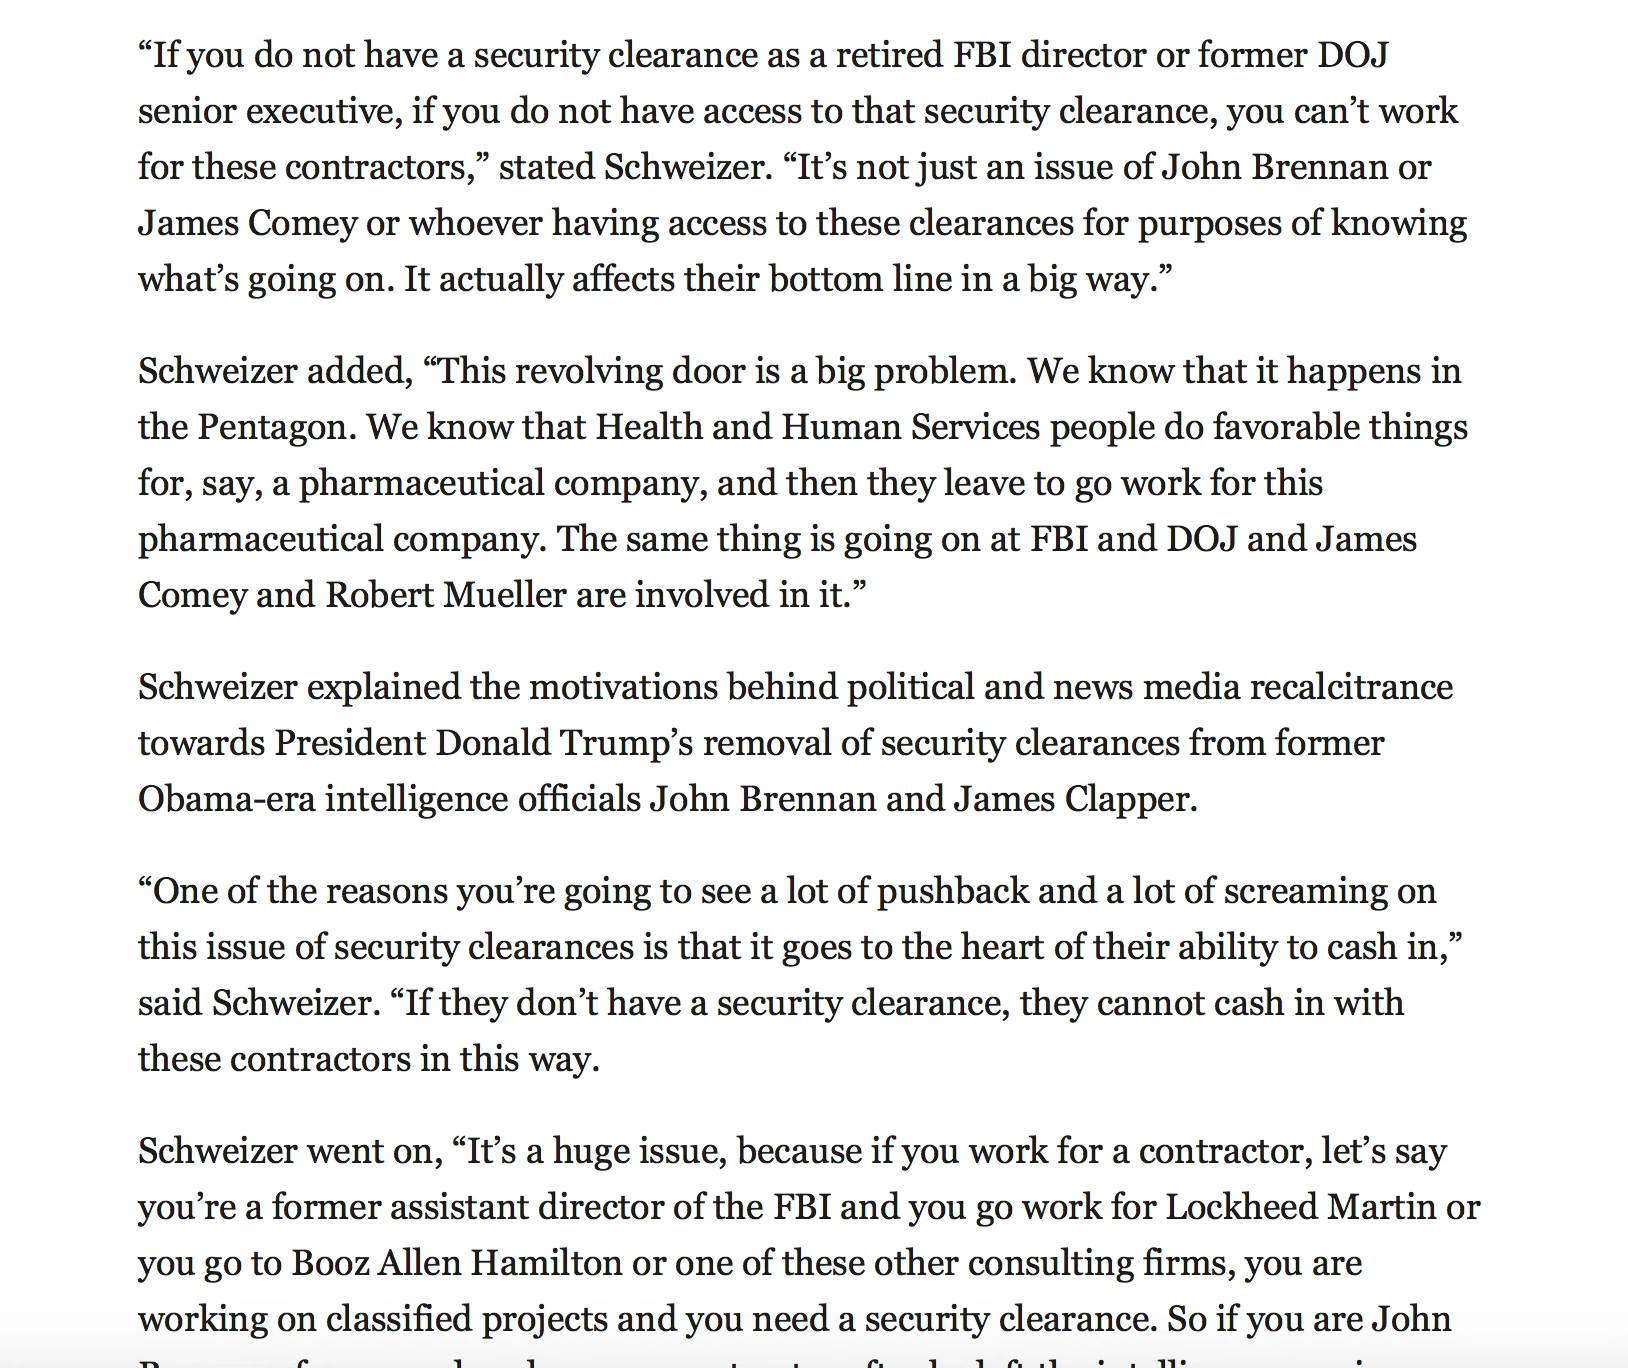 “If you do not have a security clearance as a retired FBI director or former DOJ
senior executive, if you do not have access to that security clearance, you can’t work
for these contractors,” stated Schweizer. “It’s not just an issue of John Brennan or
James Comey or whoever having access to these clearances for purposes of knowing
what’s going on. It actually affects their bottom line in a big way.”
Schweizer added, “This revolving door is a big problem. We know that it happens in
the Pentagon. We know that Health and Human Services people do favorable things
for, say, a pharmaceutical company, and then they leave to go work for this
pharmaceutical company. The same thing is going on at FBI and DOJ and James
Comey and Robert Mueller are involved in it.”
Schweizer explained the motivations behind political and news media recalcitrance
towards President Donald Trump’s removal of security clearances from former
Obama-era intelligence officials John Brennan and James Clapper.
“One of the reasons you’re going to see a lot of pushback and a lot of screaming on
this issue of security clearances is that it goes to the heart of their ability to cash in,”
said Schweizer. “If they don’t have a security clearance, they cannot cash in with
these contractors in this way.
Schweizer went on, “It’s a huge issue, because if you work for a contractor, let’s say
you’re a former assistant director of the FBI and you go work for Lockheed Martin or
you go to Booz Allen Hamilton or one of these other consulting firms, you are
working on classified projects and you need a security clearance. So if you are John